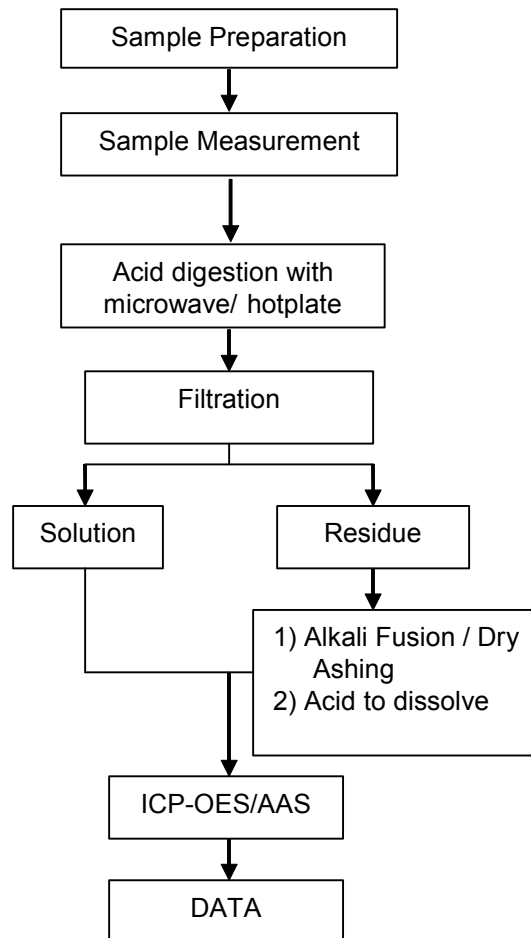 Sample Preparation
Sample Measurement
Acid digestion with
microwave/ hotplate
Filtration
Solution
Residue
1) Alkali Fusion / Dry
Ashing
2) Acid to dissolve
ICP-OES/AAS
DATA